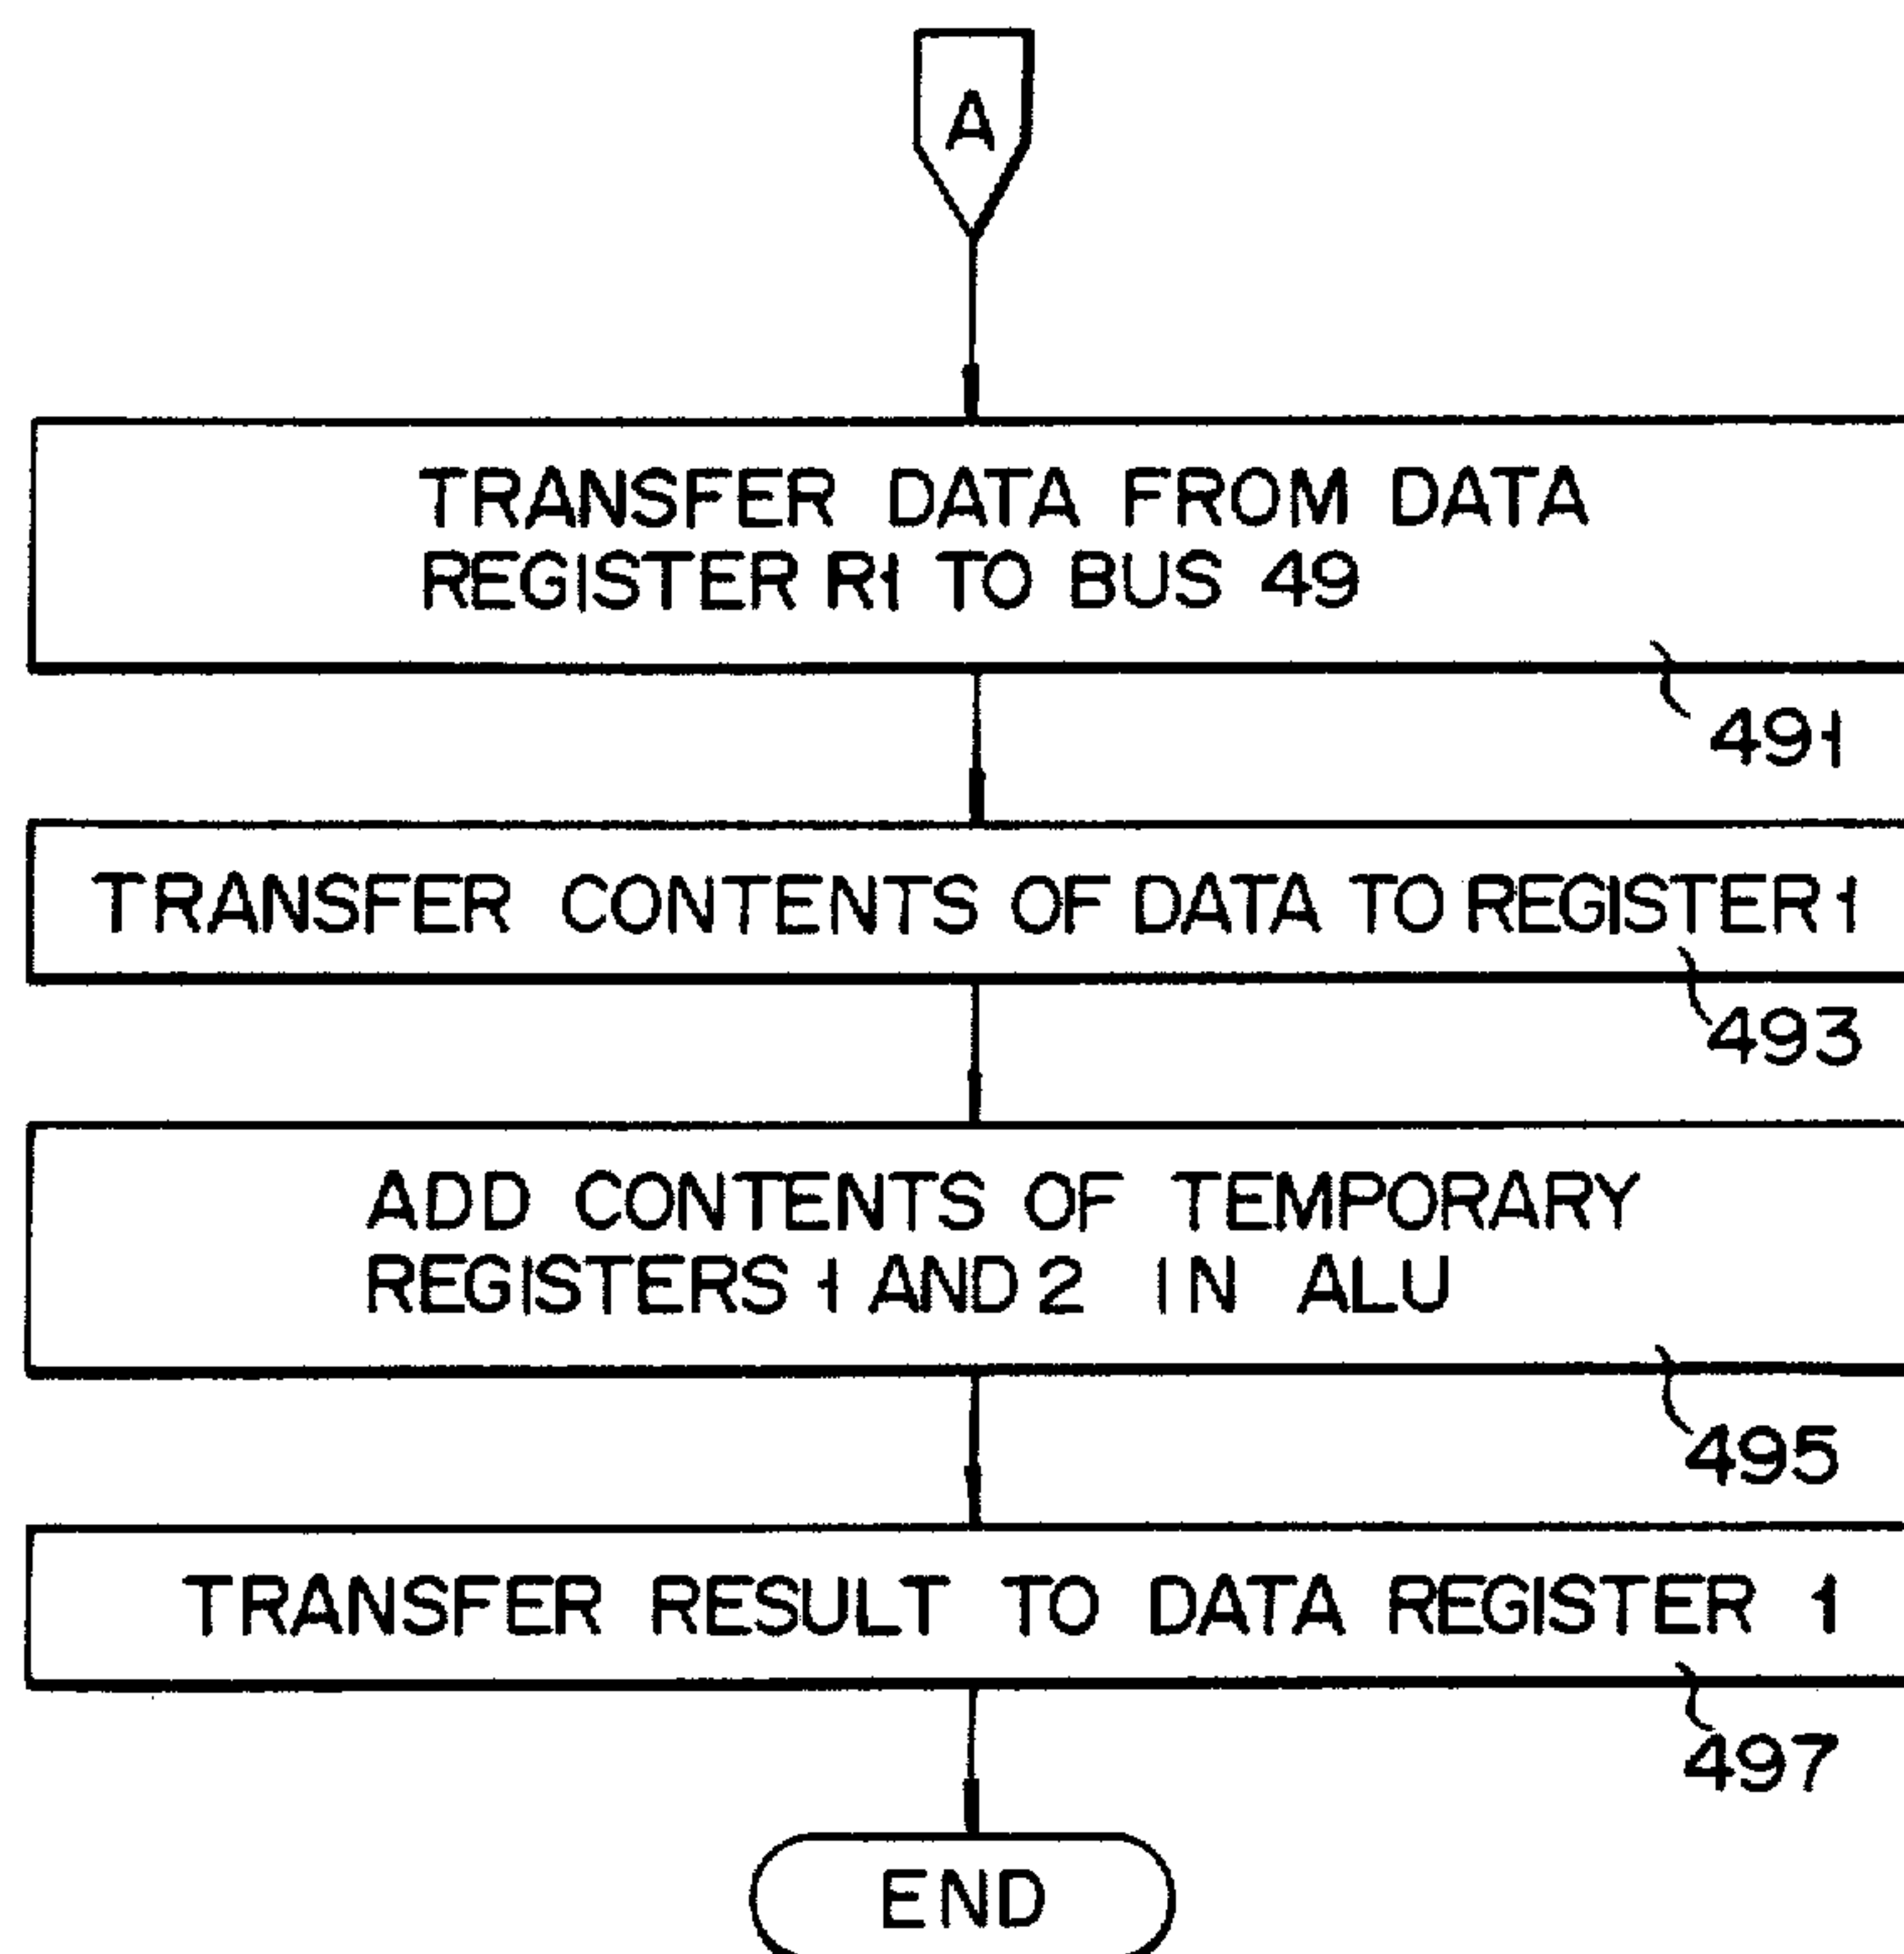 A
TRANSFER DATA FROM DATA
REGISTER R1 TO BUS 49
491
TRANSFER CONTENTS OF DATA TO REGISTER 1
493
ADD CONTENTS OF TEMPORARY
REGISTERS 1 AND 2 IN ALU
495
TRANSFER RESULT TO DATA REGISTER 1
497
END